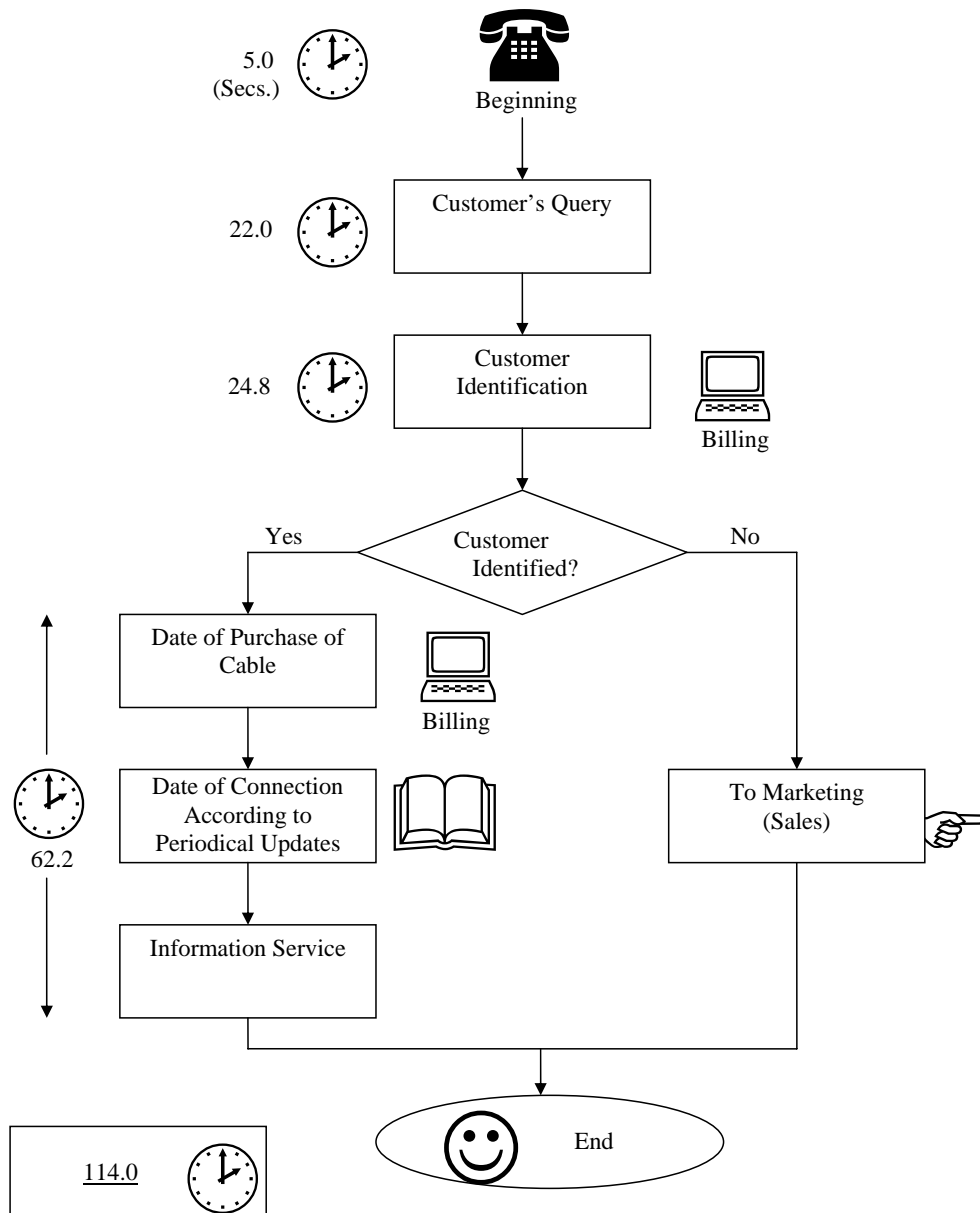 5.0
(Secs.)
Beginning
22.0
Customer’s Query
24.8
Customer
Identification
Billing
Yes
Customer
Identified?
No
Date of Purchase of
Cable
Billing
62.2
Date of Connection
According to
Periodical Updates
To Marketing
(Sales)
Information Service
End
114.0